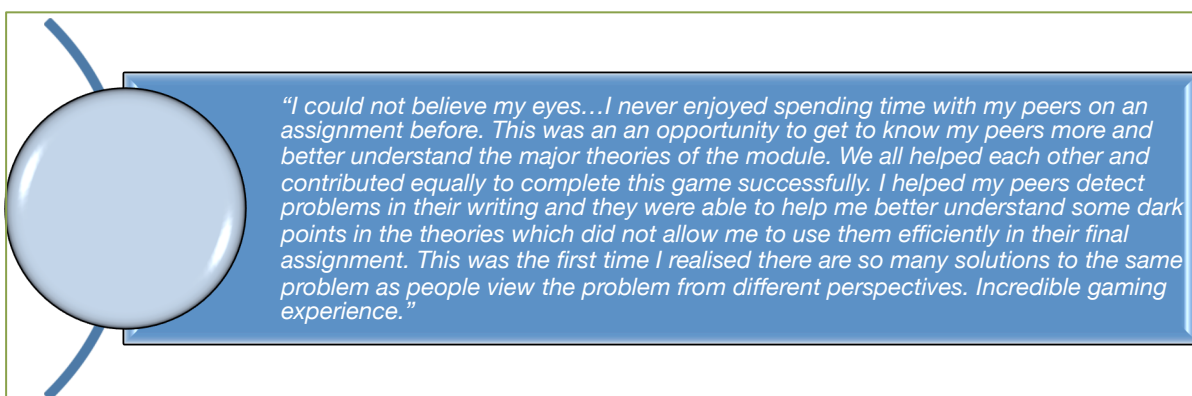 “I could not believe my eyes…I never enjoyed spending time with my peers on an
assignment before. This was an an opportunity to get to know my peers more and
better understand the major theories of the module. We all helped each other and
contributed equally to complete this game successfully. I helped my peers detect
problems in their writing and they were able to help me better understand some dark
points in the theories which did not allow me to use them efficiently in their final
assignment. This was the first time I realised there are so many solutions to the same
problem as people view the problem from different perspectives. Incredible gaming
experience.”